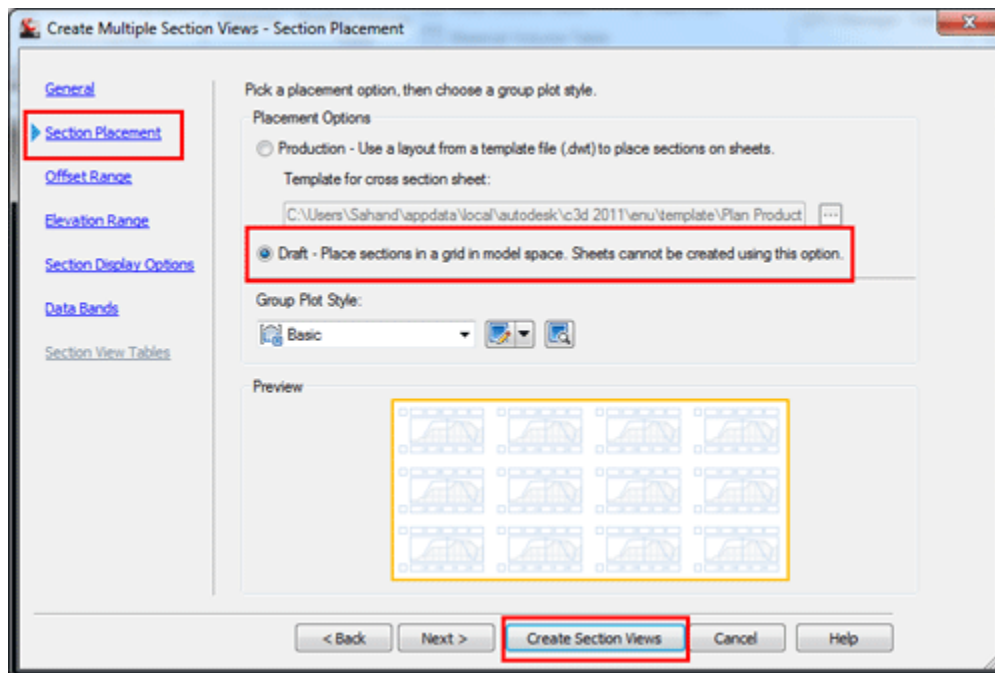 Create Multiple Section Views - Section Placement
General
Section Placement
Offset Range
Elevation Range
Section Display Options
Data Bands
Section View Tables
Pick a placement option, then choose a group plot style.
Placement Options
Production - Use a layout from a template file (.dwt) to place sections on sheets.
Template for cross section sheet:
C:\Users\Sahand\appdata\local\autodesk\c3d 2011\enu\template\Plan Product
...
Draft - Place sections in a grid in model space. Sheets cannot be created using this option.
Group Plot Style:
Basic
Preview
< Back Next > Create Section Views Cancel Help